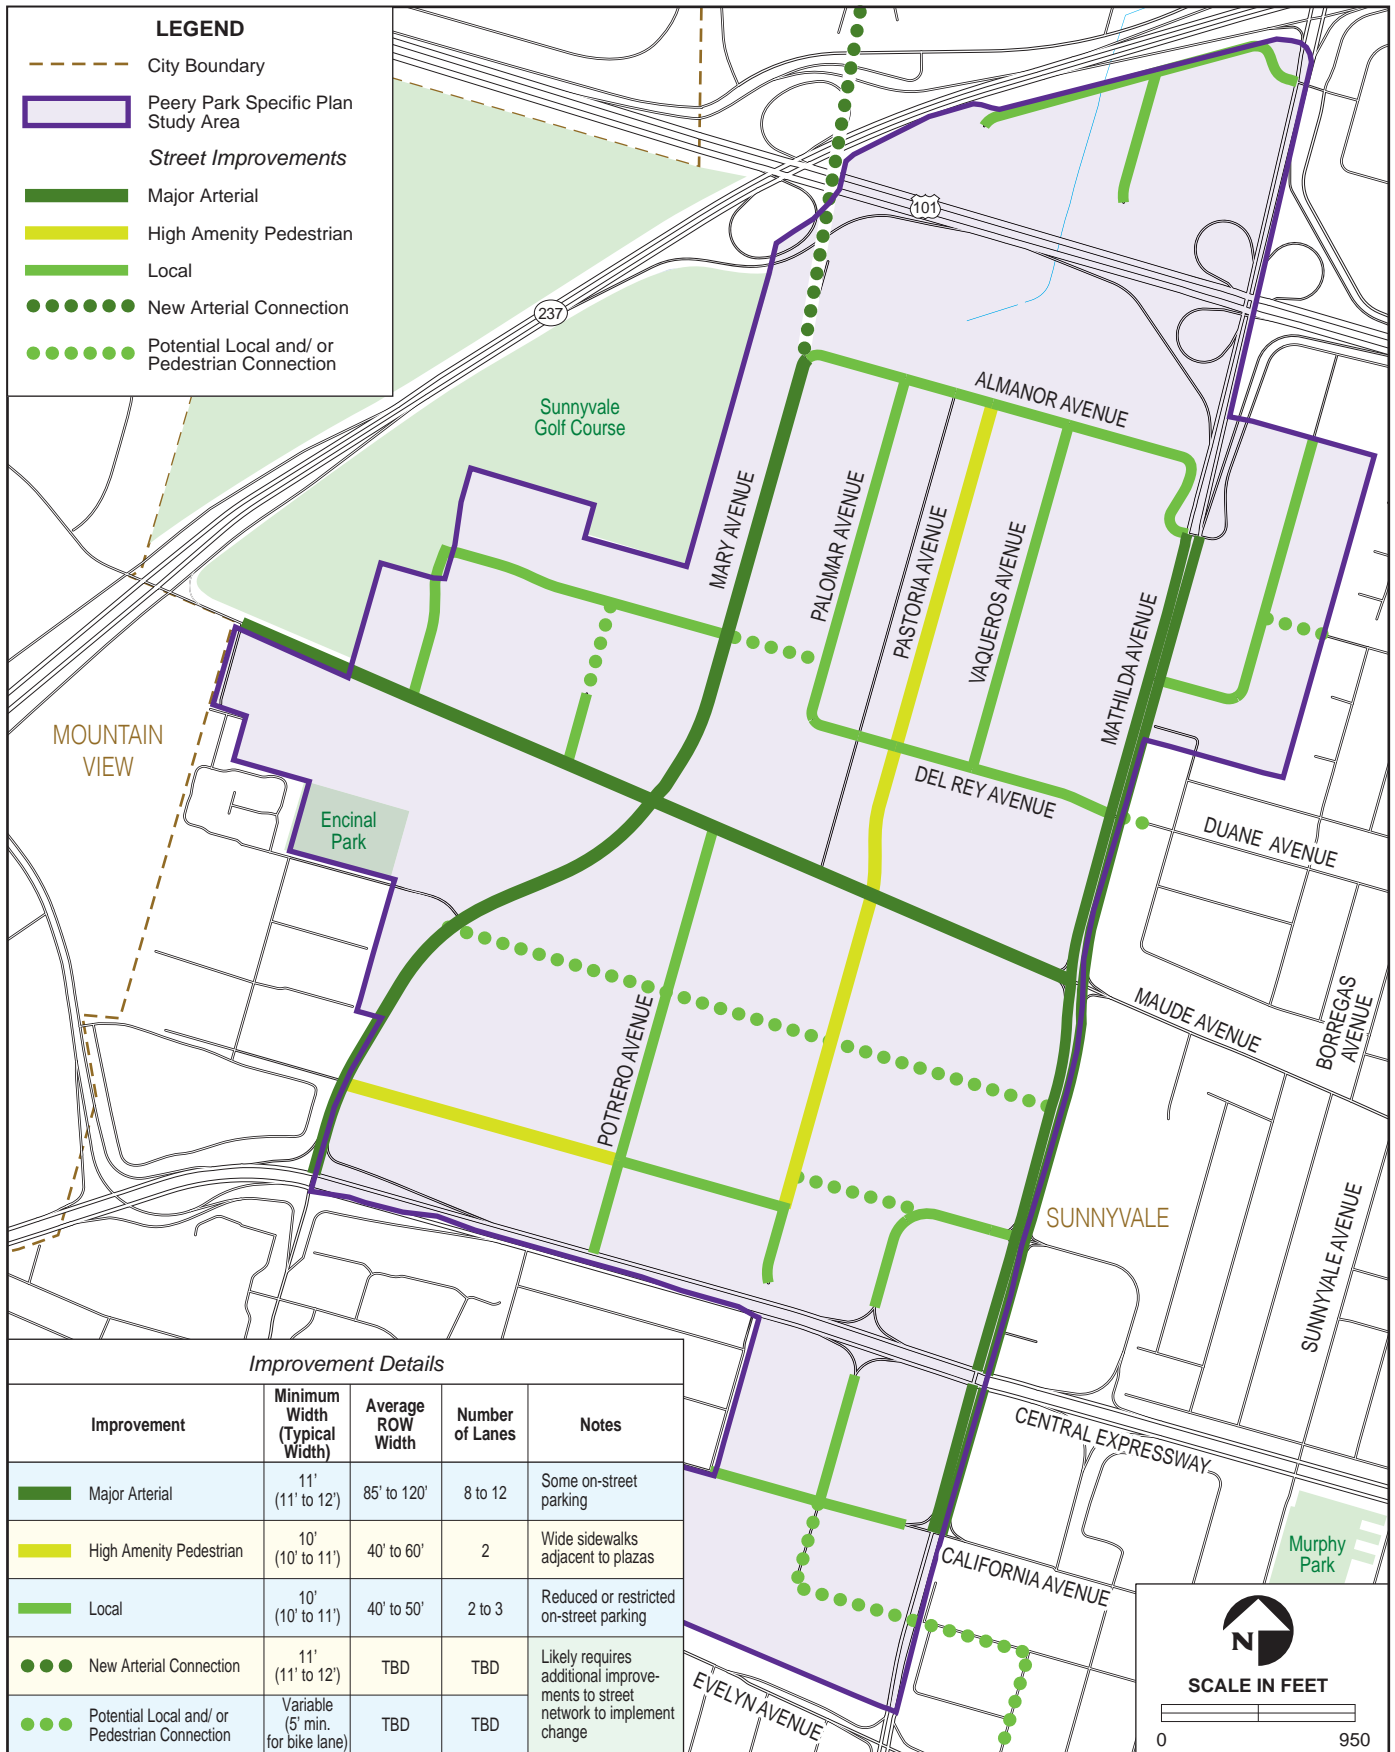 LEGEND
City Boundary
Peery Park Specific Plan
Study Area
Street Improvements
Major Arterial
High Amenity Pedestrian
Local
New Arterial Connection
Potential Local and/ or
Pedestrian Connection
101
237
Sunnyvale
Golf Course
ALMANOR AVENUE
MARY AVENUE
PALOMAR AVENUE
PASTORIA AVENUE
VAQUEROS AVENUE
MATHILDA AVENUE
MOUNTAIN
VIEW
Encinal
Park
DEL REY AVENUE
DUANE AVENUE
MAUDE AVENUE
BORREGAS
AVENUE
POTRERO AVENUE
SUNNYVALE
SUNNYVALE AVENUE
CENTRAL EXPRESSWAY
CALIFORNIA AVENUE
Murphy
Park
EVELYN AVENUE
Improvement Details
Improvement
Minimum
Width
(Typical
Width)
Average
ROW
Width
Number
of Lanes
Notes
Major Arterial
11’
(11’ to 12’)
85’ to 120’
8 to 12
Some on-street
parking
High Amenity Pedestrian
10’
(10’ to 11’)
40’ to 60’
2
Wide sidewalks
adjacent to plazas
Local
10’
(10’ to 11’)
40’ to 50’
2 to 3
Reduced or restricted
on-street parking
New Arterial Connection
11’
(11’ to 12’)
TBD
TBD
Likely requires
additional improve-
ments to street
network to implement
change
Potential Local and/ or
Pedestrian Connection
Variable
(5’ min.
for bike lane)
TBD
TBD
N
SCALE IN FEET
0 950